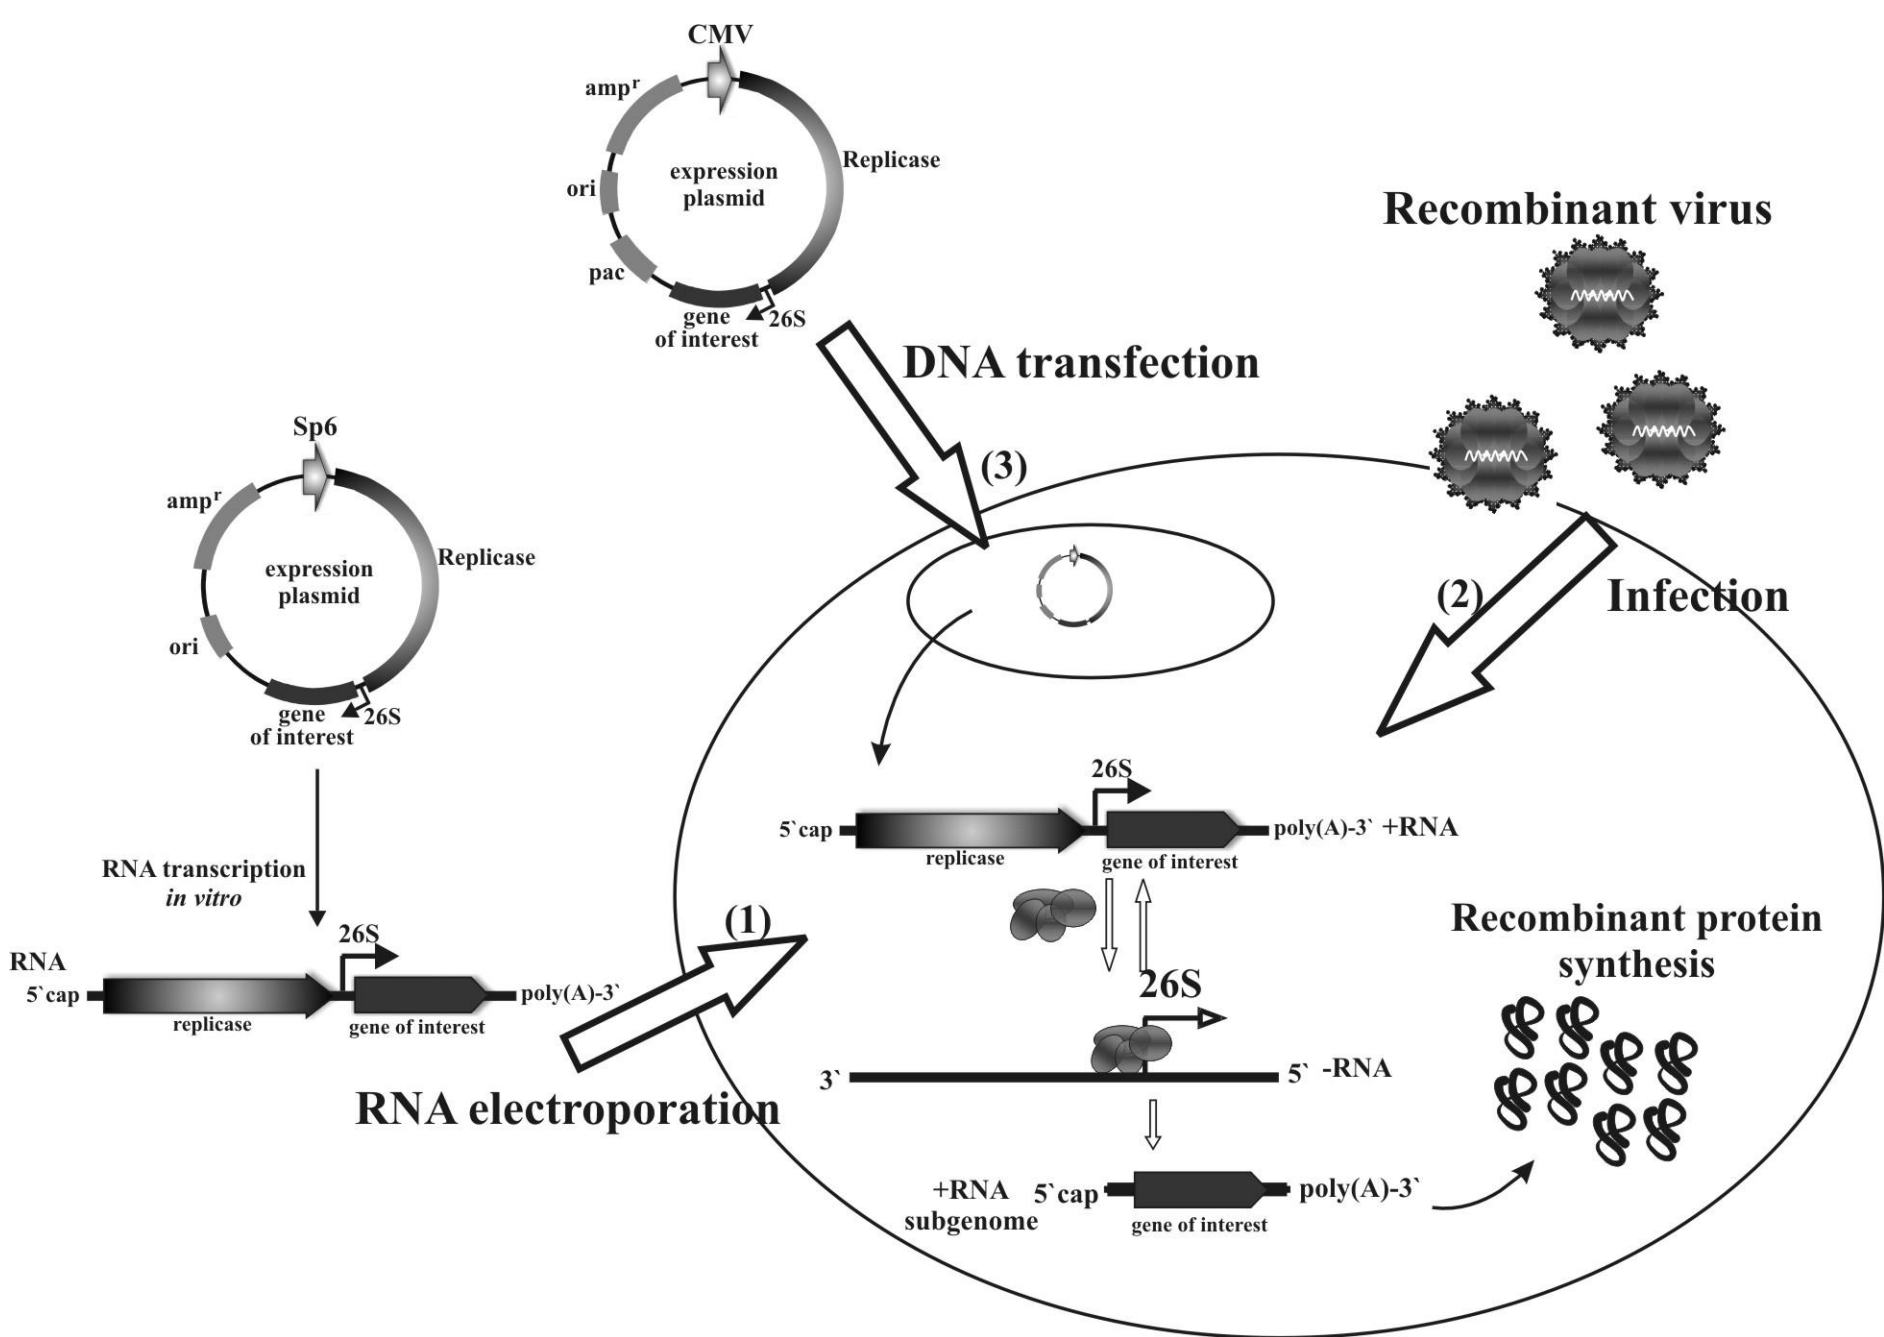 CMV
ampr
Replicase
expression
plasmid
ori
pac
gene
of interest
26S
DNA transfection
(3)
Recombinant virus
(2)
Infection
Sp6
ampr
Replicase
expression
plasmid
ori
gene
of interest
26S
RNA transcription
in vitro
RNA
5`cap
26S
replicase
gene of interest
poly(A)-3`
(1)
RNA electroporation
26S
5`cap
replicase
gene of interest
poly(A)-3` +RNA
26S
3`
5` -RNA
+RNA
subgenome
5`cap
gene of interest
poly(A)-3`
Recombinant protein
synthesis